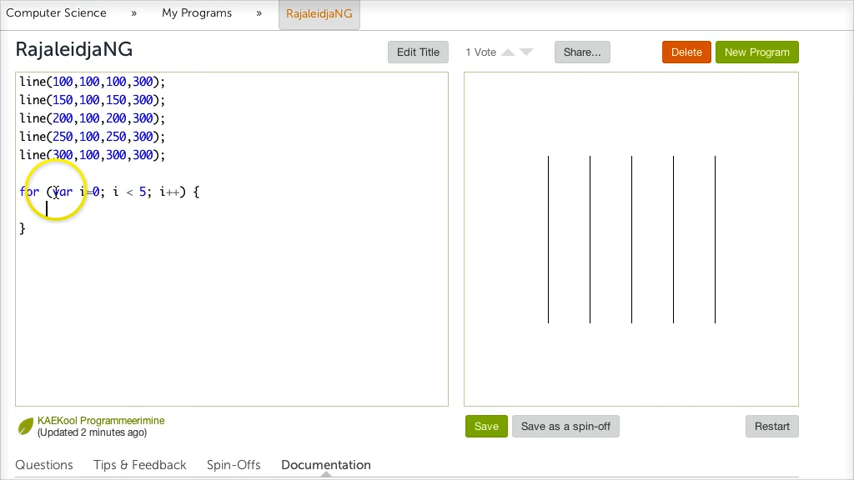 Computer Science » My Programs » RajaleidjaNG
RajaleidjaNG
Edit Title
1 Vote
Share...
Delete
New Program
line(100,100,100,300);
line(150,100,150,300);
line(200,100,200,300);
line(250,100,250,300);
line(300,100,300,300);
for (var i=0; i < 5; i++) {
}
KAEKool Programmeerimine
(Updated 2 minutes ago)
Save
Save as a spin-off
Restart
Questions
Tips & Feedback
Spin-Offs
Documentation